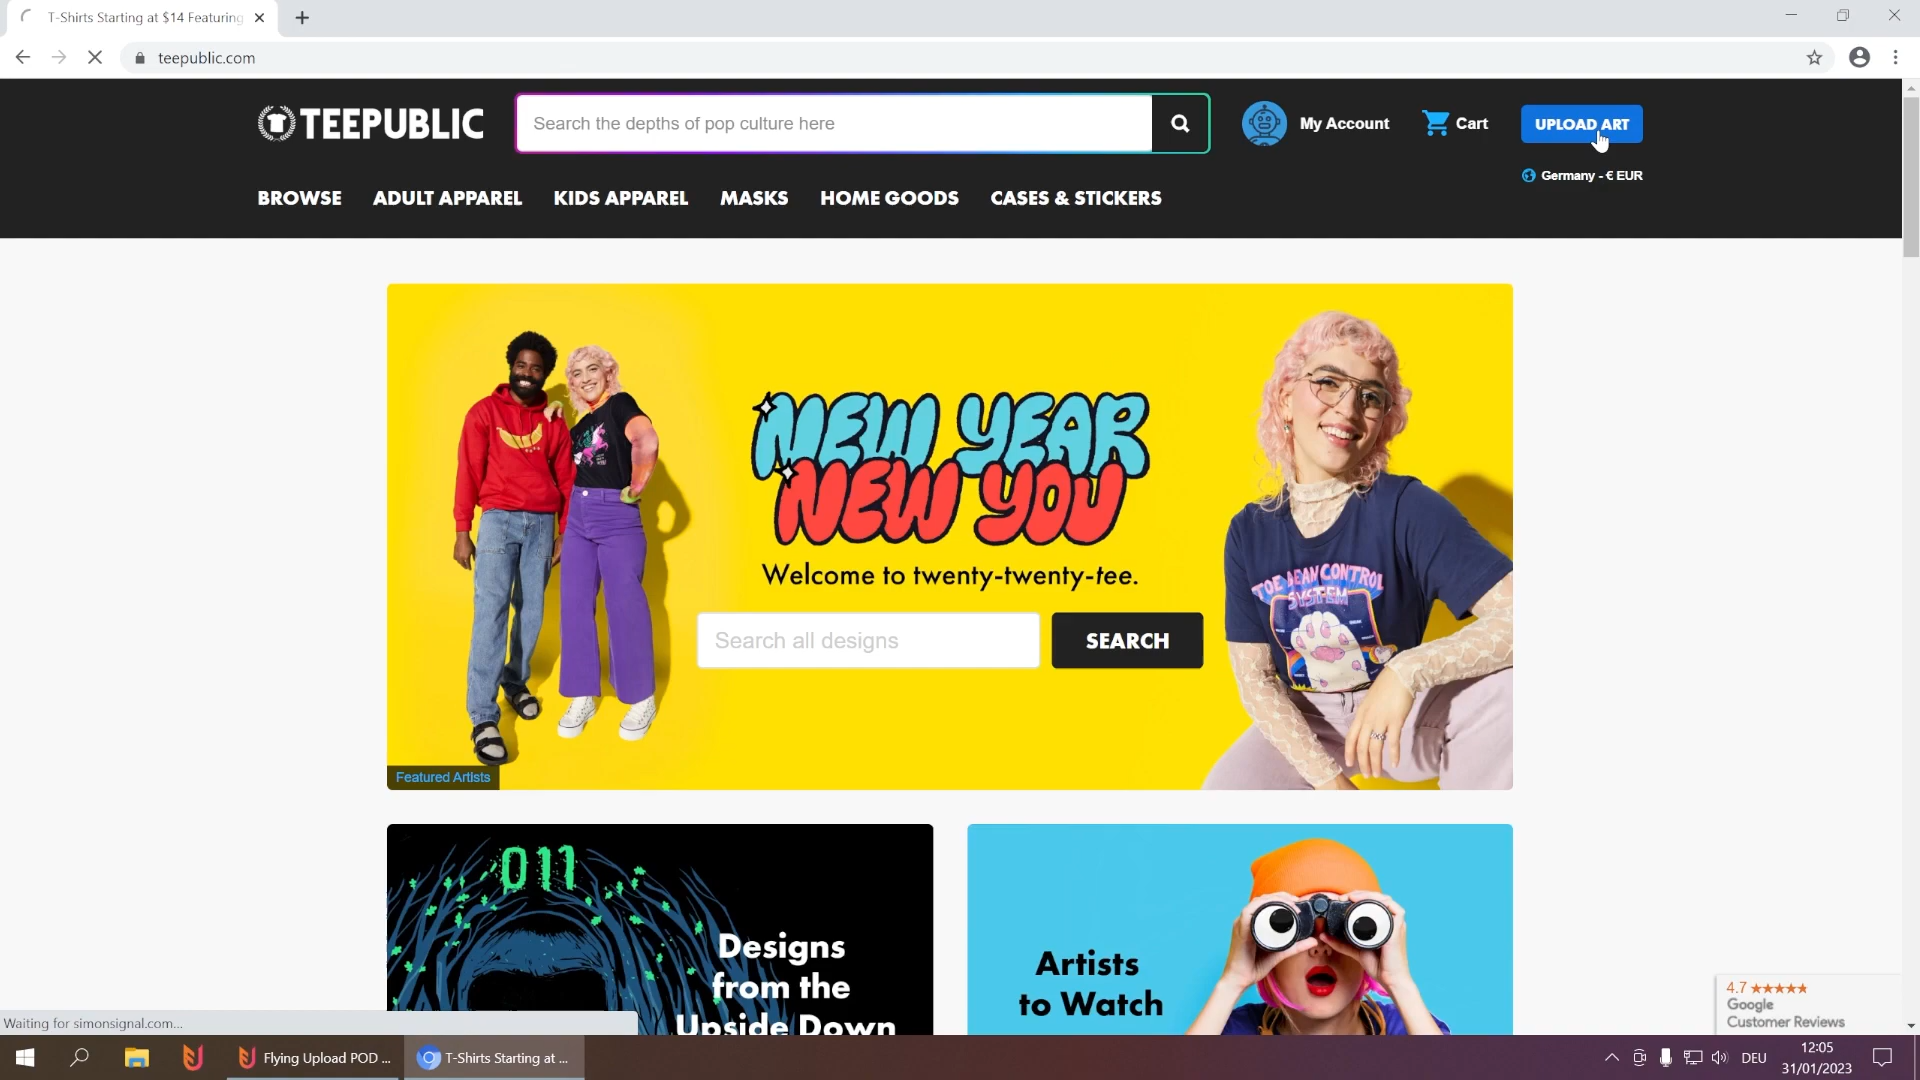 T-Shirts Starting at $14 Featuring
teepublic.com
TEEPUBLIC
Search the depths of pop culture here
My Account
Cart
UPLOAD ART
Germany - € EUR
BROWSE
ADULT APPAREL
KIDS APPAREL
MASKS
HOME GOODS
CASES & STICKERS
NEW YEAR
NEW YOU
Welcome to twenty-twenty-tee.
Search all designs
SEARCH
TOE BEAN CONTROL
SYSTEM
Featured Artists
011
Designs
from the
Upside Down
Artists
to Watch
4.7 ★★★★★
Google
Customer Reviews
Waiting for simonsignal.com...
Flying Upload POD ...
T-Shirts Starting at ...
DEU
12:05
31/01/2023